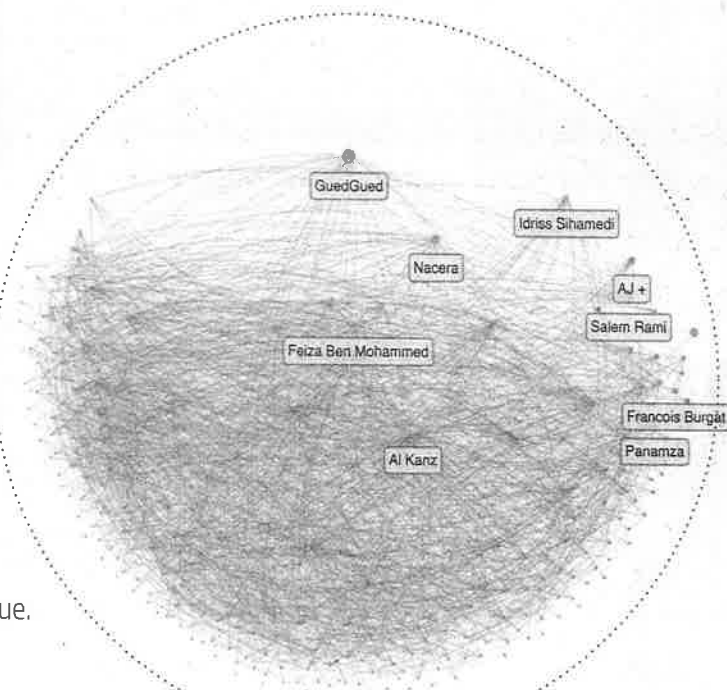 GuedGued
Idriss Sihamedi
Nacera
AJ +
Salem Rami
Feiza Ben Mohammed
Francois Burgat
Panamza
Al Kanz
ue.